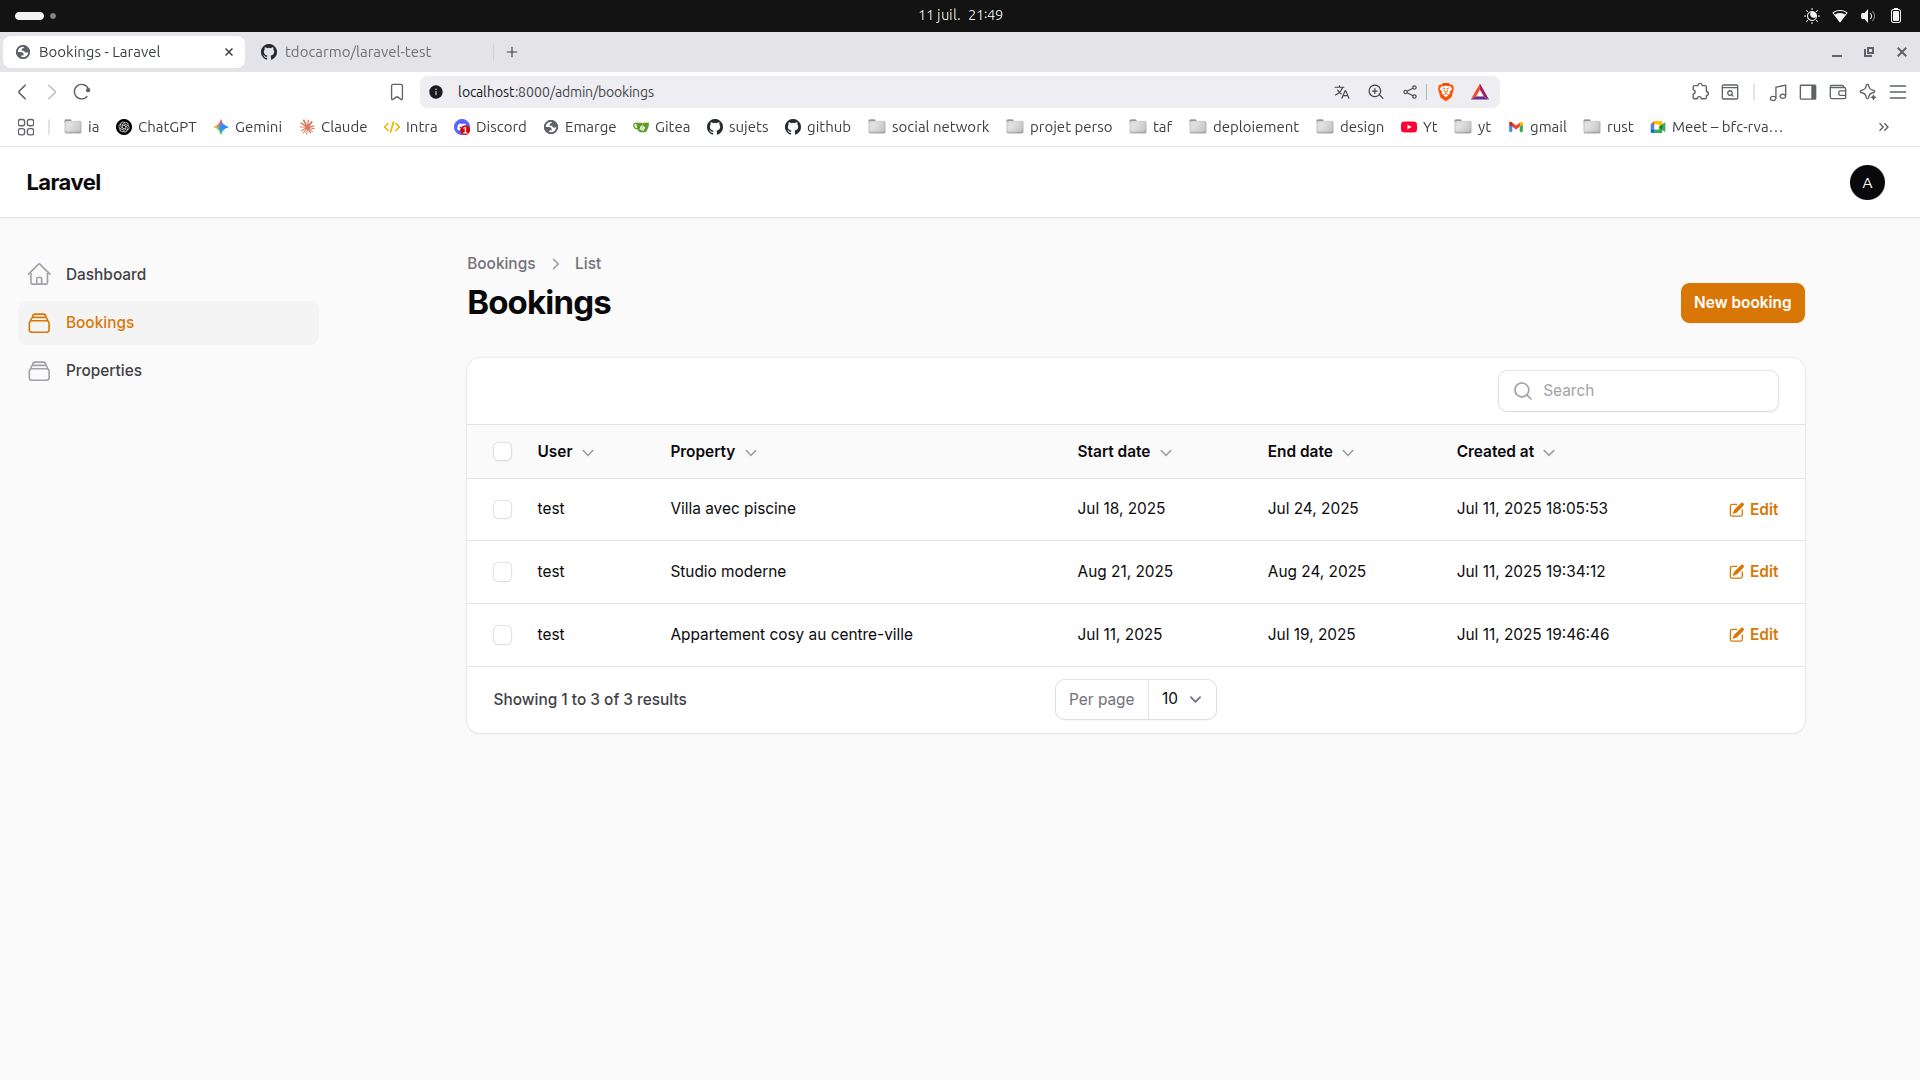 11 juil. 21:49
Bookings - Laravel
tdocarmo/laravel-test
localhost:8000/admin/bookings
ia ChatGPT Gemini Claude Intra Discord Emarge Gitea sujets github social network projet perso taf deploiement design Yt yt gmail rust Meet – bfc-rva…
Laravel
A
Dashboard
Bookings
Properties
Bookings List
Bookings
New booking
Search
User Property Start date End date Created at
test Villa avec piscine Jul 18, 2025 Jul 24, 2025 Jul 11, 2025 18:05:53 Edit
test Studio moderne Aug 21, 2025 Aug 24, 2025 Jul 11, 2025 19:34:12 Edit
test Appartement cosy au centre-ville Jul 11, 2025 Jul 19, 2025 Jul 11, 2025 19:46:46 Edit
Showing 1 to 3 of 3 results Per page 10